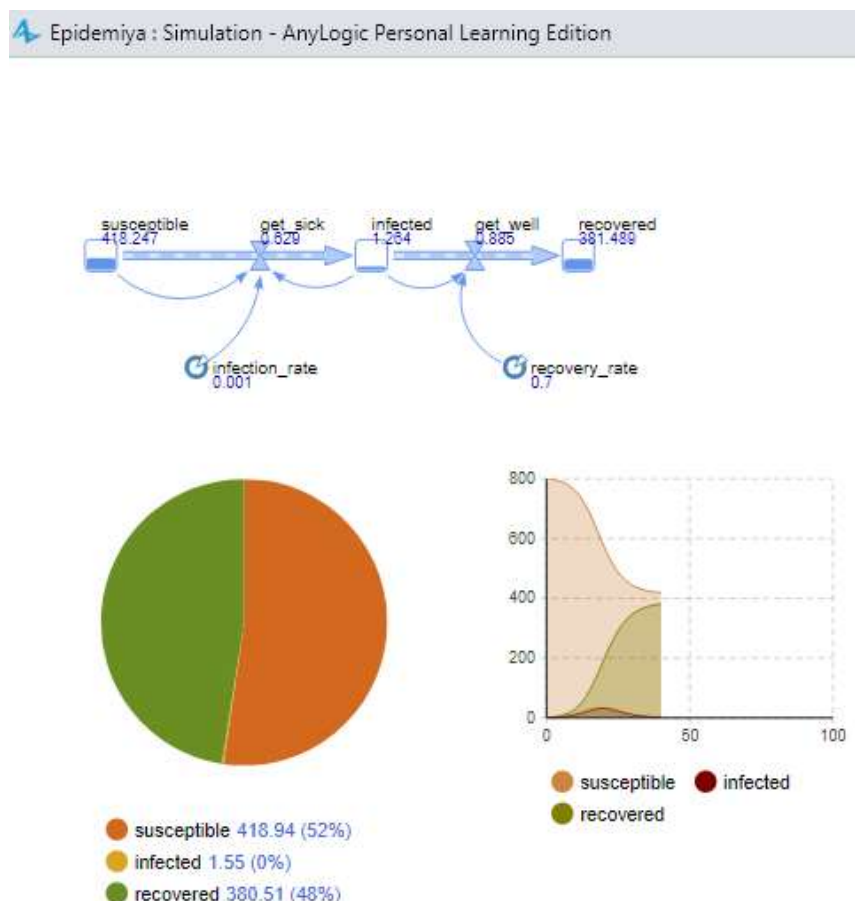 Epidemiya : Simulation - AnyLogic Personal Learning Edition
susceptible get_sick infected get_well recovered
418.247 0.529 1.264 0.885 381.489
infection_rate recovery_rate
0.001 0.7
800
600
400
200
0
0 50 100
susceptible infected
recovered
susceptible 418.94 (52%)
infected 1.55 (0%)
recovered 380.51 (48%)